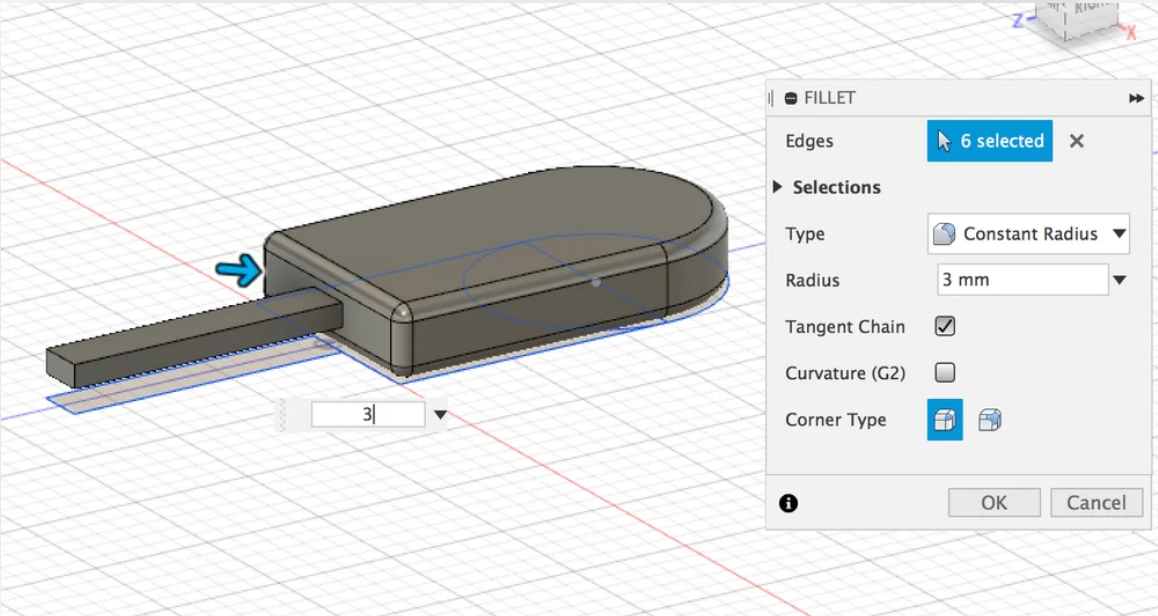 RIGHT
Z
X
FILLET
Edges 6 selected
Selections
Type Constant Radius
Radius 3 mm
Tangent Chain
Curvature (G2)
3
Corner Type
OK Cancel